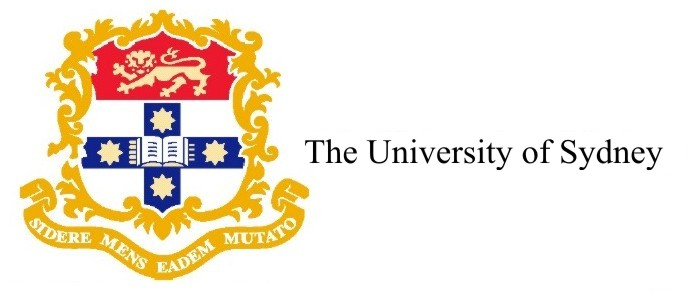 The University of Sydney
SIDERE MENS EADEM MUTATO